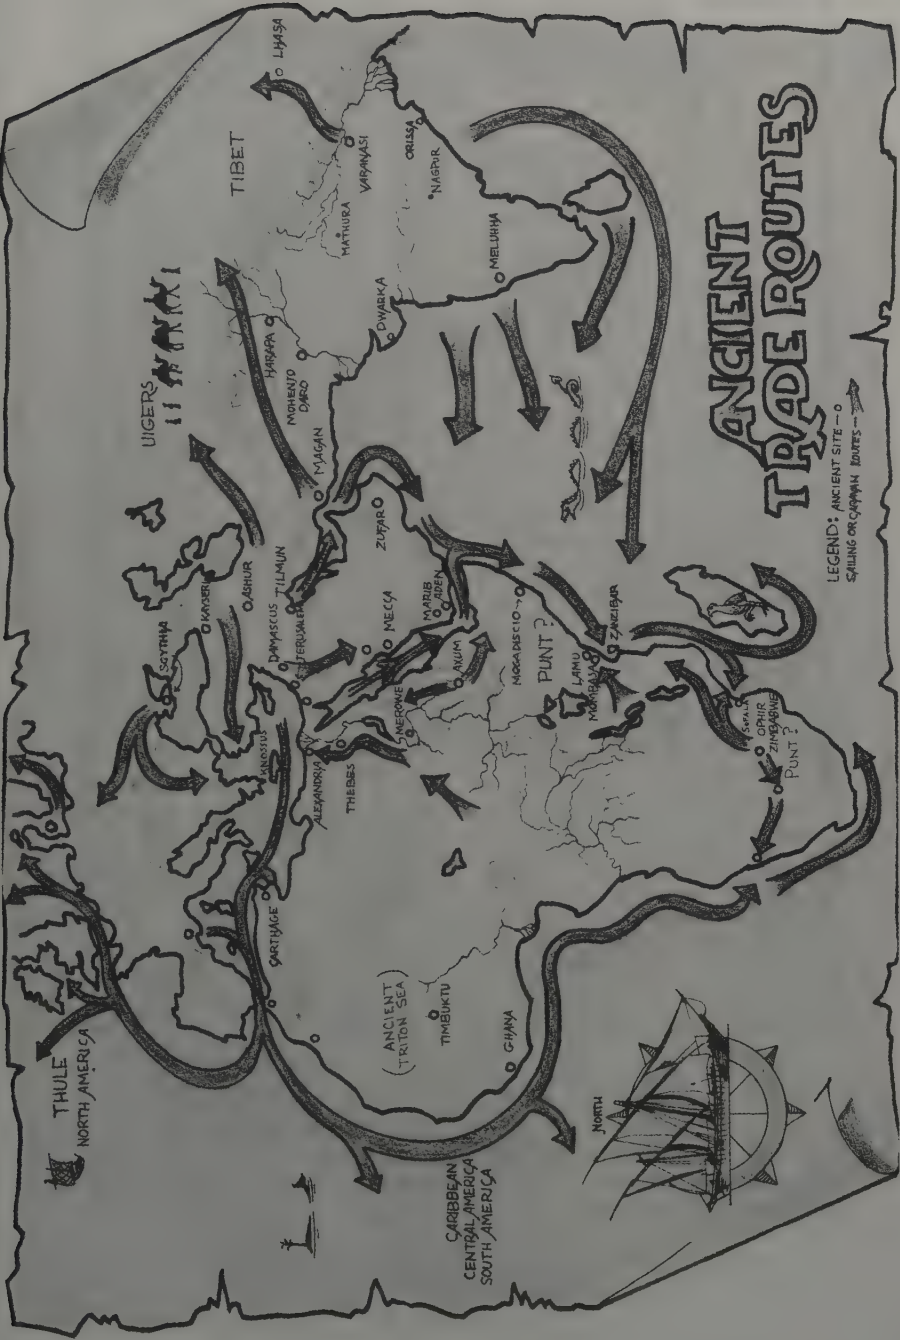 ANCIENT
TRADE ROUTES
LEGEND: ANCIENT SITE — O
SAILING OR CARAVAN ROUTES —
THULE
NORTH AMERICA
CARIBBEAN
CENTRAL AMERICA
SOUTH AMERICA
NORTH
(ANCIENT
TRITON SEA)
TIMBUKTU
GHANA
CARTHAGE
KNOSSUS
ALEXANDRIA
THEBES
MEROWE
AXUM
SCYTHIA
KAYSERI
ASHUR
DAMASCUS
JERUSALEM
TILMUN
MECCA
MARIB
ADEN
ZUFAR
MAGAN
UIGERS
MOHENJO
DARO
HARAPA
DWARKA
MATHURA
VARANASI
TIBET
LHASA
ORISSA
NAGPUR
MELUHHA
MOGADISCIO
PUNT?
LAMU
MOMBASA
ZANZIBAR
SOFALA
OPHIR
ZIMBABWE
PUNT?